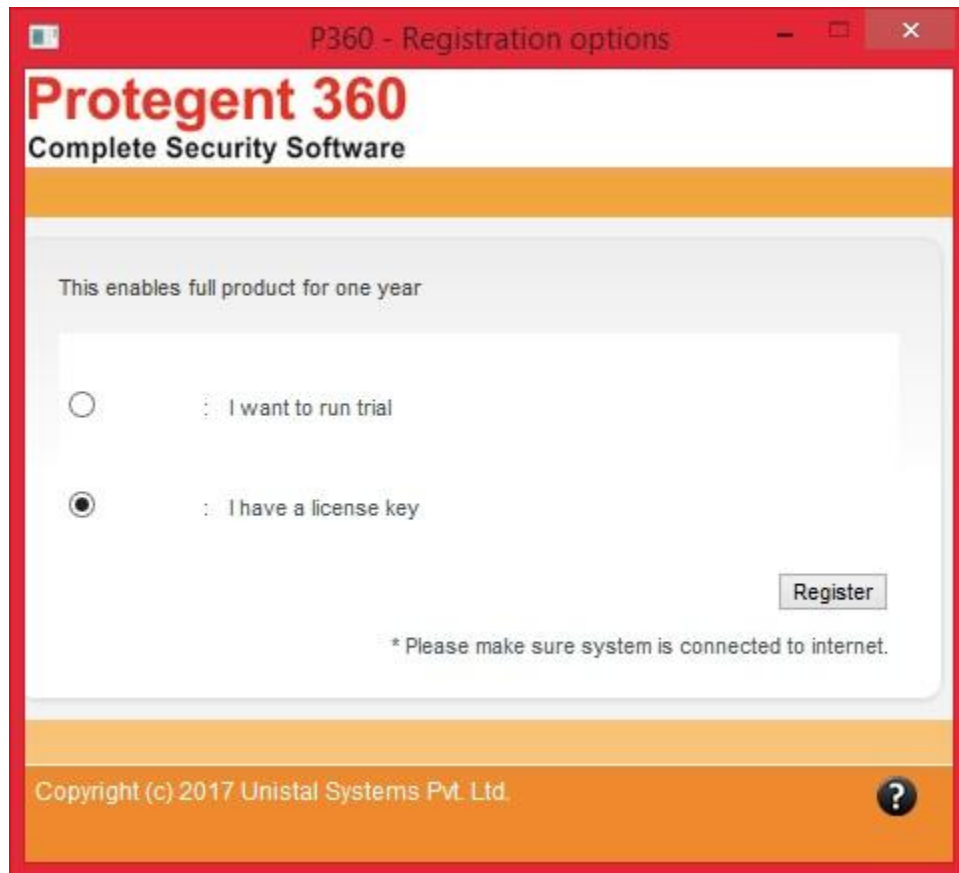 P360 - Registration options
Protegent 360
Complete Security Software
This enables full product for one year
: I want to run trial
: I have a license key
Register
* Please make sure system is connected to internet.
Copyright (c) 2017 Unistal Systems Pvt. Ltd.
?